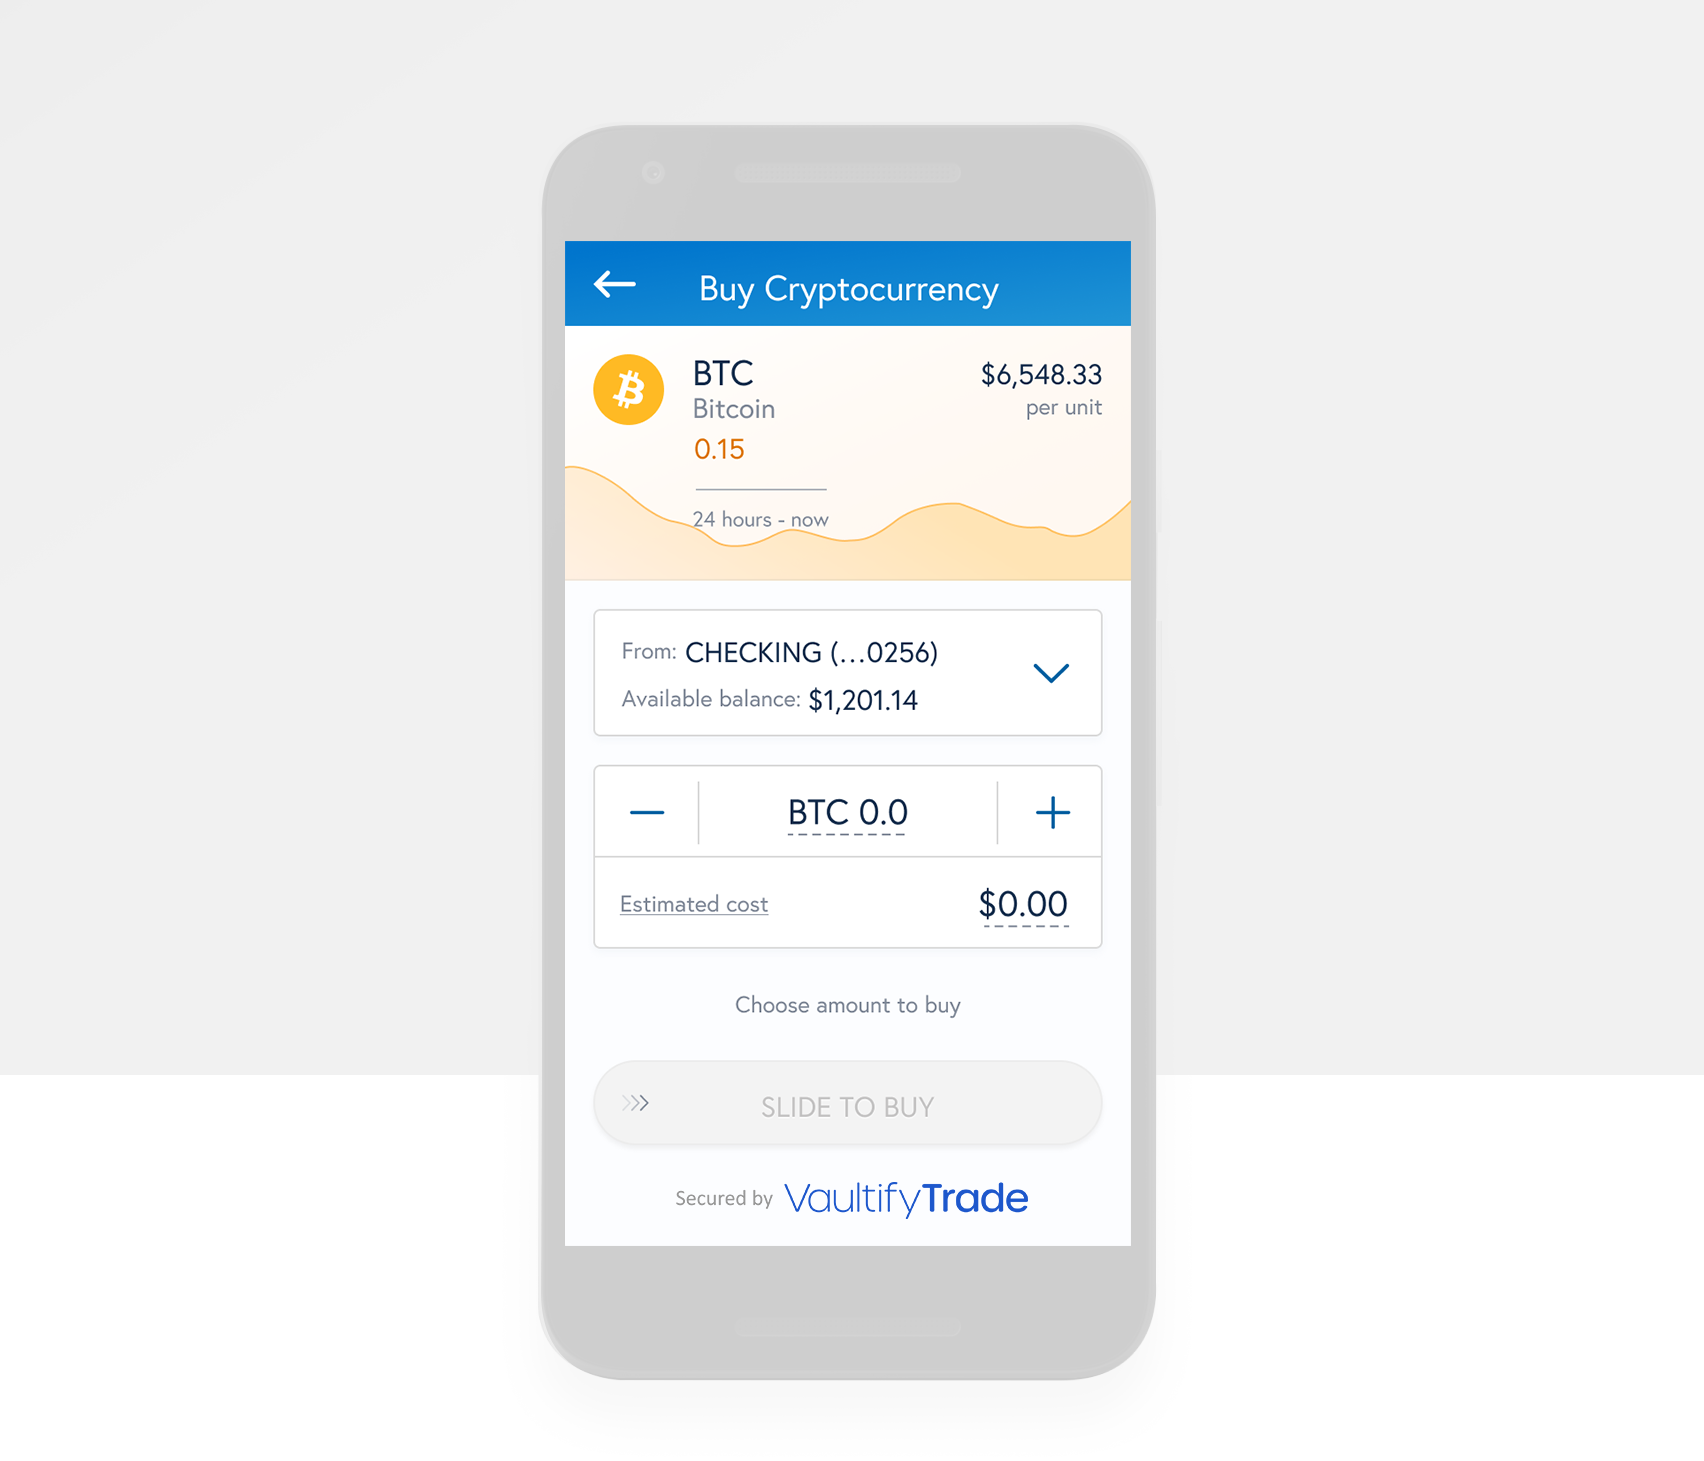 Buy Cryptocurrency
BTC
$6,548.33
Bitcoin
per unit
0.15
24 hours - now
From: CHECKING (...0256)
Available balance: $1,201.14
BTC 0.0
Estimated cost
$0.00
Choose amount to buy
SLIDE TO BUY
Secured by VaultifyTrade